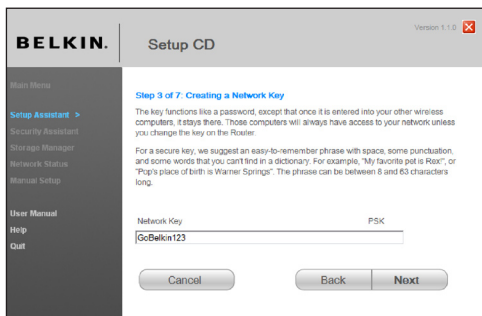 Version 1.1.0
BELKIN.
Setup CD
Main Menu
Setup Assistant >
Security Assistant
Storage Manager
Network Status
Manual Setup
User Manual
Help
Quit
Step 3 of 7: Creating a Network Key
The key functions like a password, except that once it is entered into your other wireless
computers, it stays there. Those computers will always have access to your network unless
you change the key on the Router.
For a secure key, we suggest an easy-to-remember phrase with space, some punctuation,
and some words that you can't find in a dictionary. For example, "My favorite pet is Rex!", or
"Pop's place of birth is Warner Springs". The phrase can be between 8 and 63 characters
long.
Network Key PSK
GoBelkin123
Cancel Back Next